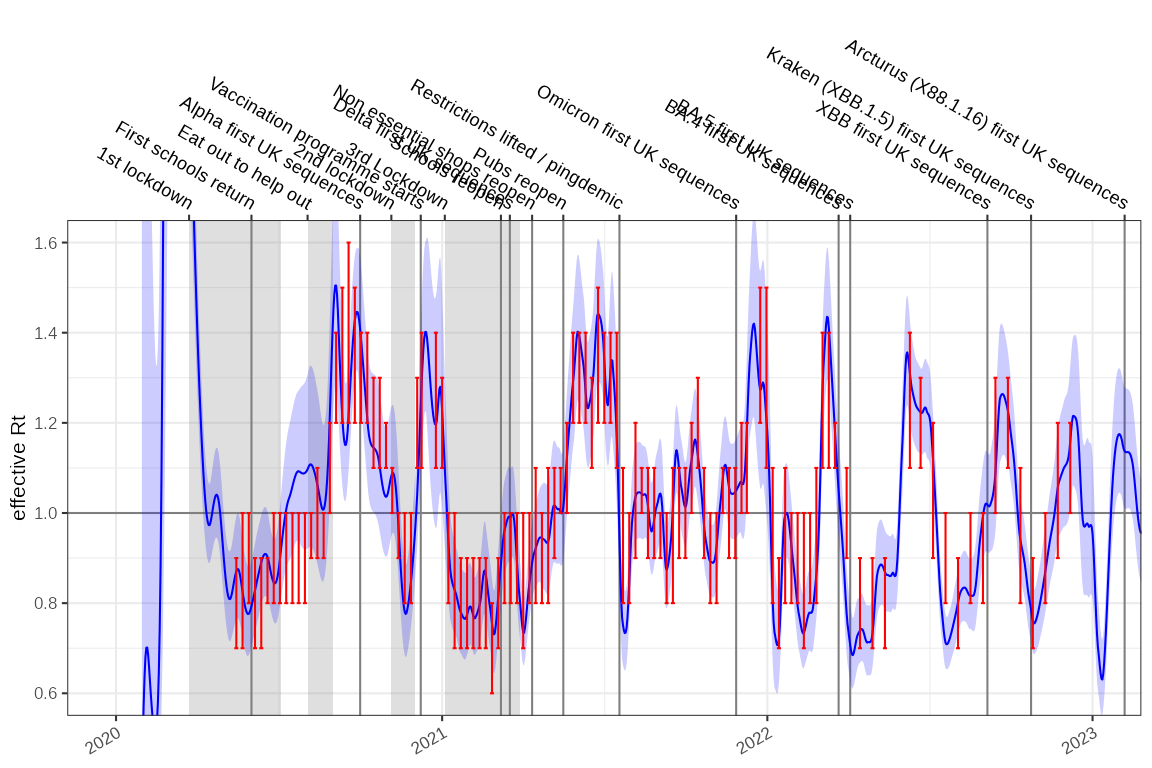 1st lockdown
First schools return
Eat out to help out
Alpha first UK sequences
2nd lockdown
Vaccination programme starts
3rd Lockdown
Schools reopen
Delta first UK sequences
Non essential shops reopen
Pubs reopen
Restrictions lifted / pingdemic
Omicron first UK sequences
BA.4 first UK sequences
BA.5 first UK sequences
XBB first UK sequences
Kraken (XBB.1.5) first UK sequences
Arcturus (X88.1.16) first UK sequences
effective Rt
1.6
1.4
1.2
1.0
0.8
0.6
2020
2021
2022
2023